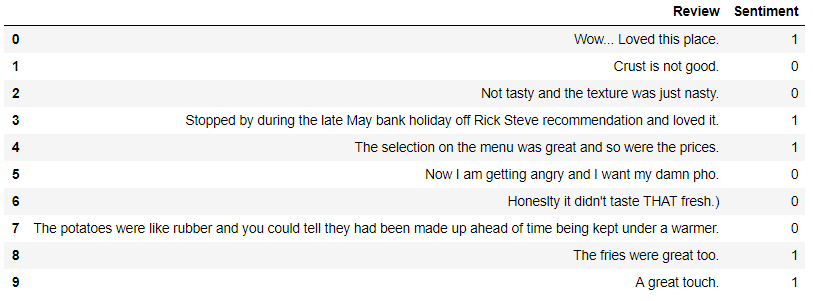 Review Sentiment
0 Wow... Loved this place. 1
1 Crust is not good. 0
2 Not tasty and the texture was just nasty. 0
3 Stopped by during the late May bank holiday off Rick Steve recommendation and loved it. 1
4 The selection on the menu was great and so were the prices. 1
5 Now I am getting angry and I want my damn pho. 0
6 Honeslty it didn't taste THAT fresh.) 0
7 The potatoes were like rubber and you could tell they had been made up ahead of time being kept under a warmer. 0
8 The fries were great too. 1
9 A great touch. 1